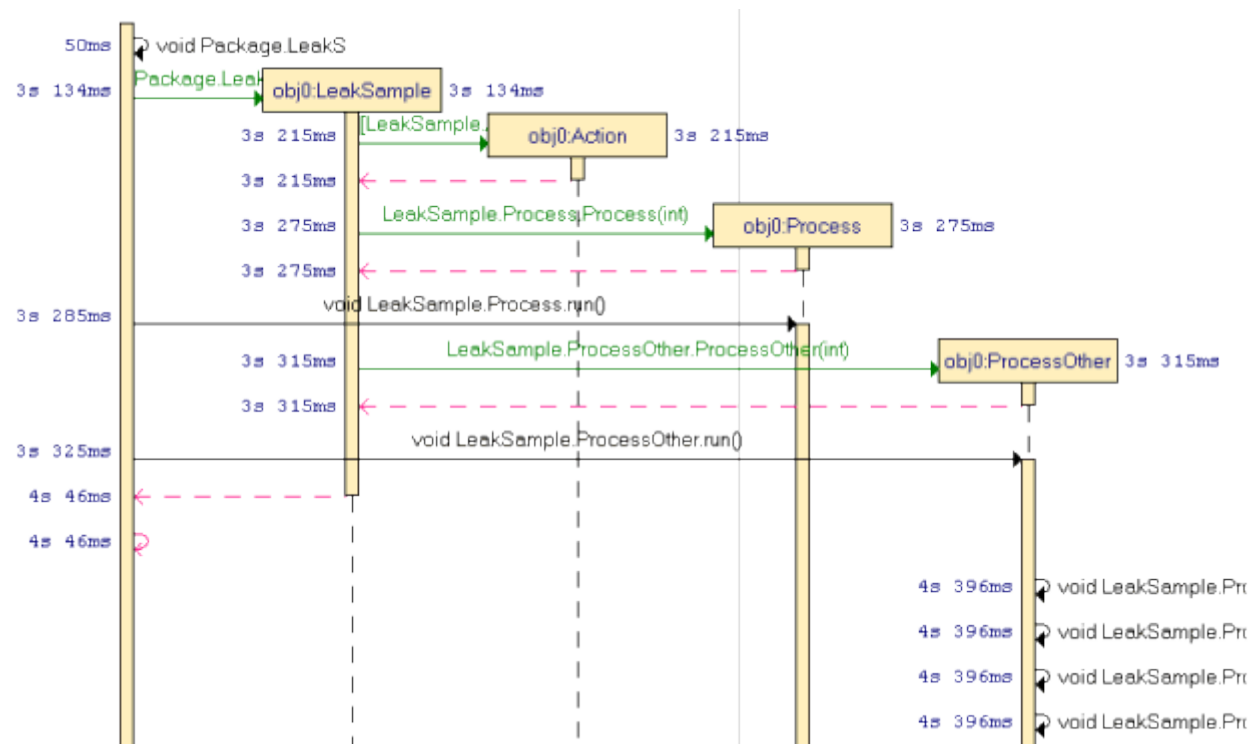 50ms void Package.LeakS
3s 134ms Package.Leak obj0:LeakSample 3s 134ms
3s 215ms [LeakSample. obj0:Action 3s 215ms
3s 215ms
LeakSample.Process.Process(int)
3s 275ms obj0:Process 3s 275ms
3s 275ms
void LeakSample.Process.run()
3s 285ms
LeakSample.ProcessOther.ProcessOther(int)
3s 315ms obj0:ProcessOther 3s 315ms
3s 315ms
void LeakSample.ProcessOther.run()
3s 325ms
4s 46ms
4s 46ms
4s 396ms void LeakSample.Pro
4s 396ms void LeakSample.Pro
4s 396ms void LeakSample.Pro
4s 396ms void LeakSample.Pro